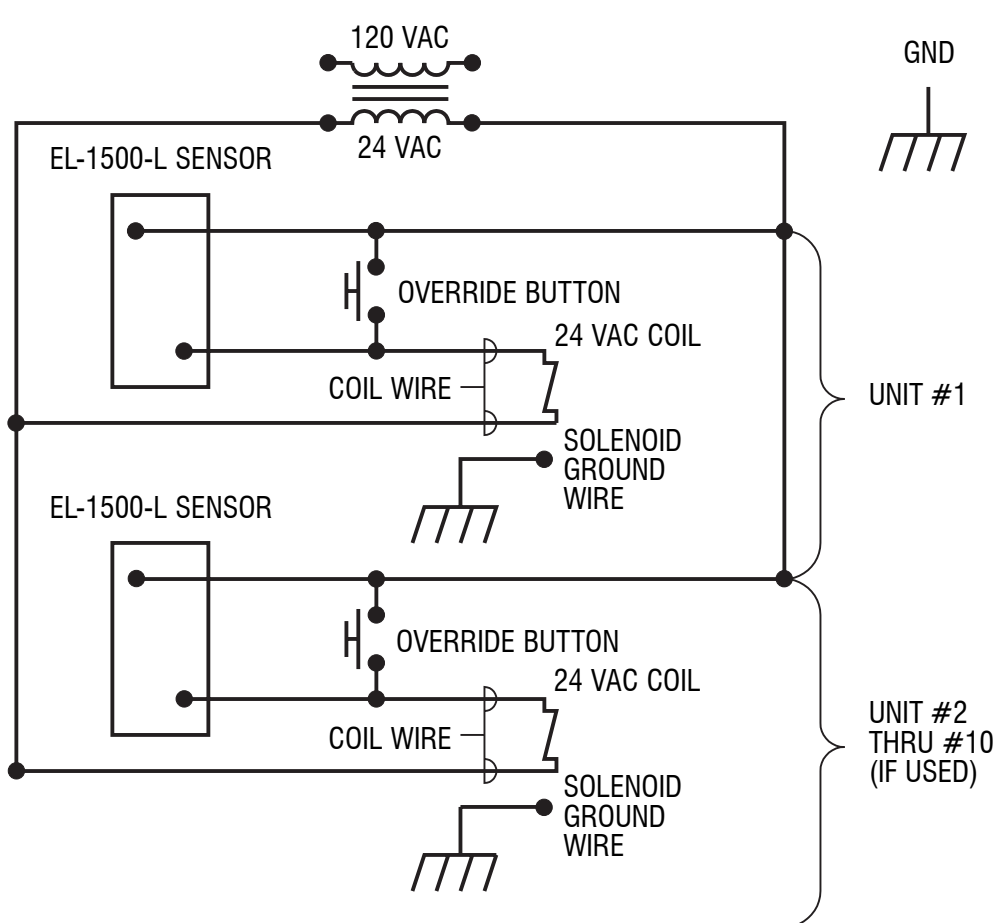 120 VAC
GND
24 VAC
EL-1500-L SENSOR
OVERRIDE BUTTON
24 VAC COIL
COIL WIRE
UNIT #1
SOLENOID
GROUND
WIRE
EL-1500-L SENSOR
OVERRIDE BUTTON
24 VAC COIL
COIL WIRE
UNIT #2
THRU #10
(IF USED)
SOLENOID
GROUND
WIRE